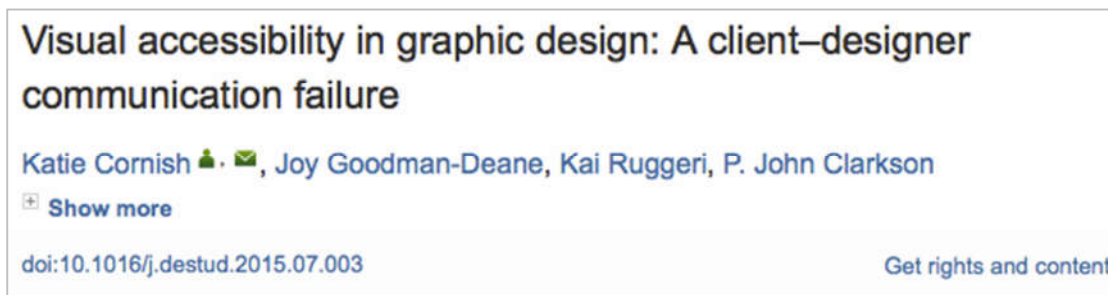 Visual accessibility in graphic design: A client–designer
communication failure
Katie Cornish , Joy Goodman-Deane, Kai Ruggeri, P. John Clarkson
Show more
doi:10.1016/j.destud.2015.07.003
Get rights and content